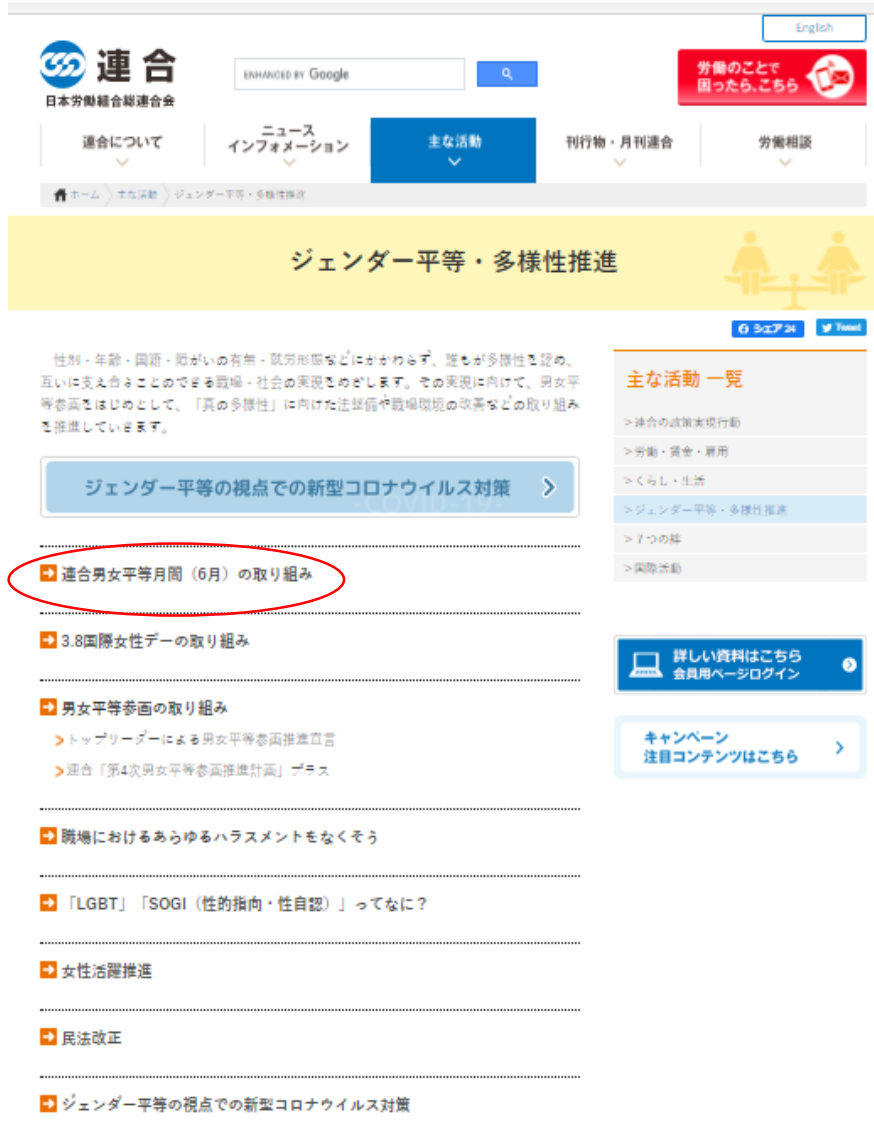 English
連合
日本労働組合総連合会
ENHANCED BY Google
労働のことで
困ったら、こちら
連合について
ニュース
インフォメーション
主な活動
刊行物・月刊連合
労働相談
ホーム 〉 主な活動 〉 ジェンダー平等・多様性推進
ジェンダー平等・多様性推進
シェア 24
Tweet
性別・年齢・国籍・障がいの有無・就労形態などにかかわらず、誰もが多様性を認め、
互いに支え合うことのできる職場・社会の実現をめざします。その実現に向けて、男女平
等参画をはじめとして、「真の多様性」に向けた法整備や職場環境の改善などの取り組み
を推進していきます。
ジェンダー平等の視点での新型コロナウイルス対策
-COVID-19-
連合男女平等月間（6月）の取り組み
3.8国際女性デーの取り組み
男女平等参画の取り組み
>トップリーダーによる男女平等参画推進宣言
>連合「第4次男女平等参画推進計画」プラス
職場におけるあらゆるハラスメントをなくそう
「LGBT」「SOGI（性的指向・性自認）」ってなに？
女性活躍推進
民法改正
ジェンダー平等の視点での新型コロナウイルス対策
主な活動 一覧
>連合の政策実現行動
>労働・賃金・雇用
>くらし・生活
>ジェンダー平等・多様性推進
>7つの絆
>国際活動
詳しい資料はこちら
会員用ページログイン
キャンペーン
注目コンテンツはこちら